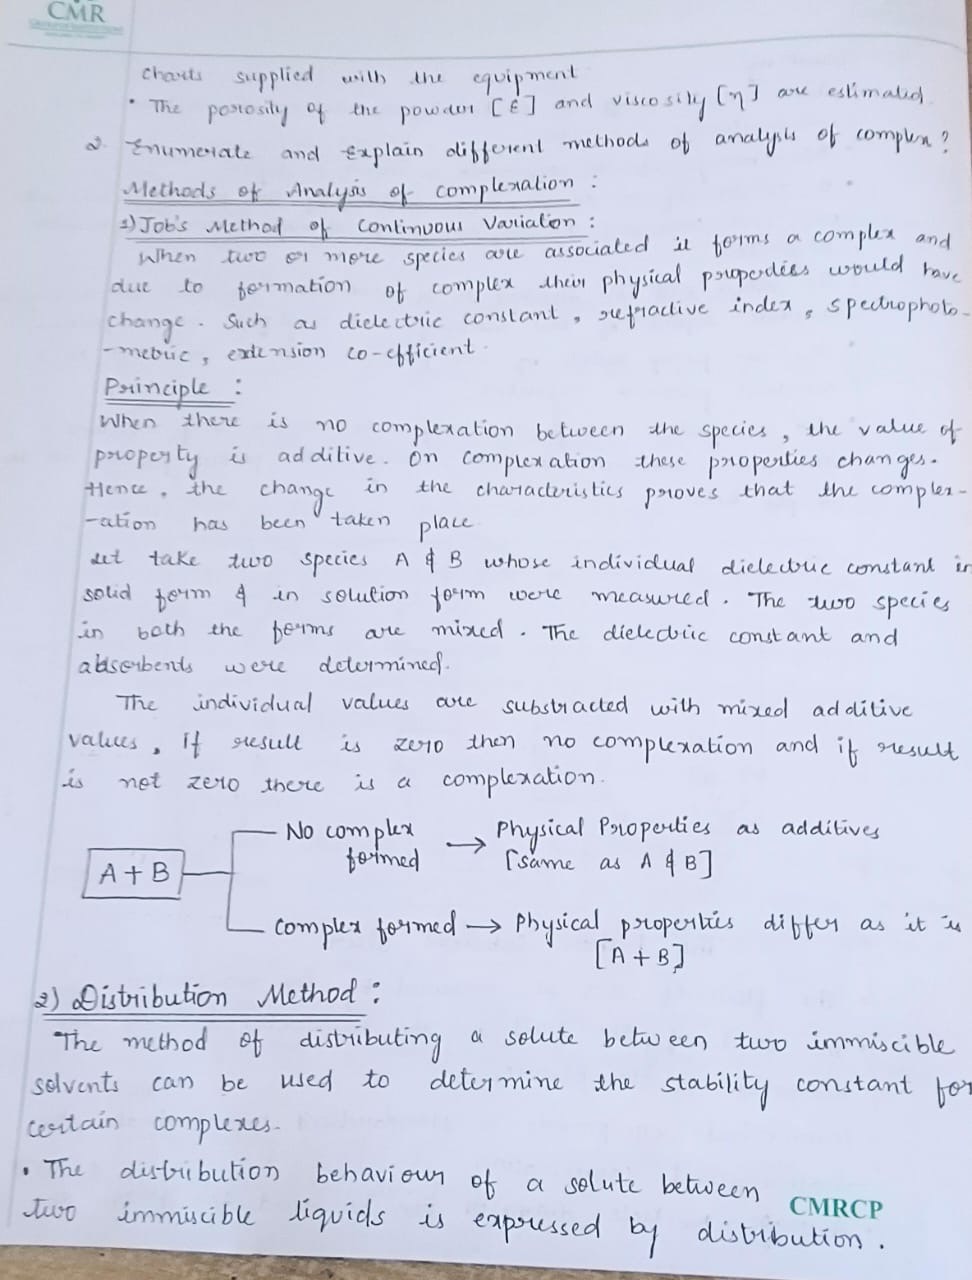 CMR
charts supplied with the equipment
• The porosity of the powder [ε] and viscosity [η] are estimated
2. Enumerate and Explain different methods of analysis of complex?
Methods of Analysis of complexation :
1) Job's Method of continuous Variation :
When two or more species are associated it forms a complex and
due to formation of complex their physical properties would have
change. Such as dielectric constant, refractive index, spectrophoto-
-metric, extension co-efficient.
Principle :
When there is no complexation between the species, the value of
property is additive. On complexation these properties changes.
Hence, the change in the characteristics proves that the complex-
-ation has been taken place
Let take two species A & B whose individual dielectric constant in
solid form & in solution form were measured. The two species
in both the forms are mixed. The dielectric constant and
absorbents were determined.
The individual values are substracted with mixed additive
values, If result is zero then no complexation and if result
is not zero there is a complexation.
No complex → Physical Properties as additives
formed [same as A & B]
A + B
complex formed → Physical properties differ as it is
[A + B]
2) Distribution Method :
The method of distributing a solute between two immiscible
solvents can be used to determine the stability constant for
certain complexes.
• The distribution behaviour of a solute between
CMRCP
two immiscible liquids is expressed by distribution.